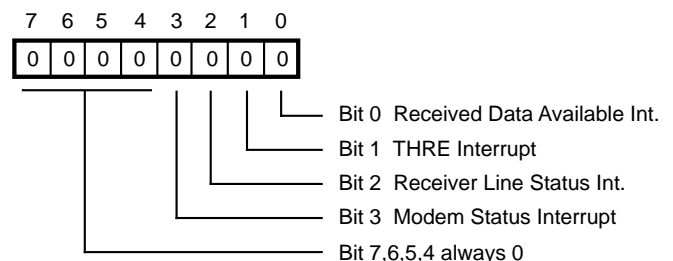 7 6 5 4 3 2 1 0
0 0 0 0 0 0 0 0
Bit 0 Received Data Available Int.
Bit 1 THRE Interrupt
Bit 2 Receiver Line Status Int.
Bit 3 Modem Status Interrupt
Bit 7,6,5,4 always 0